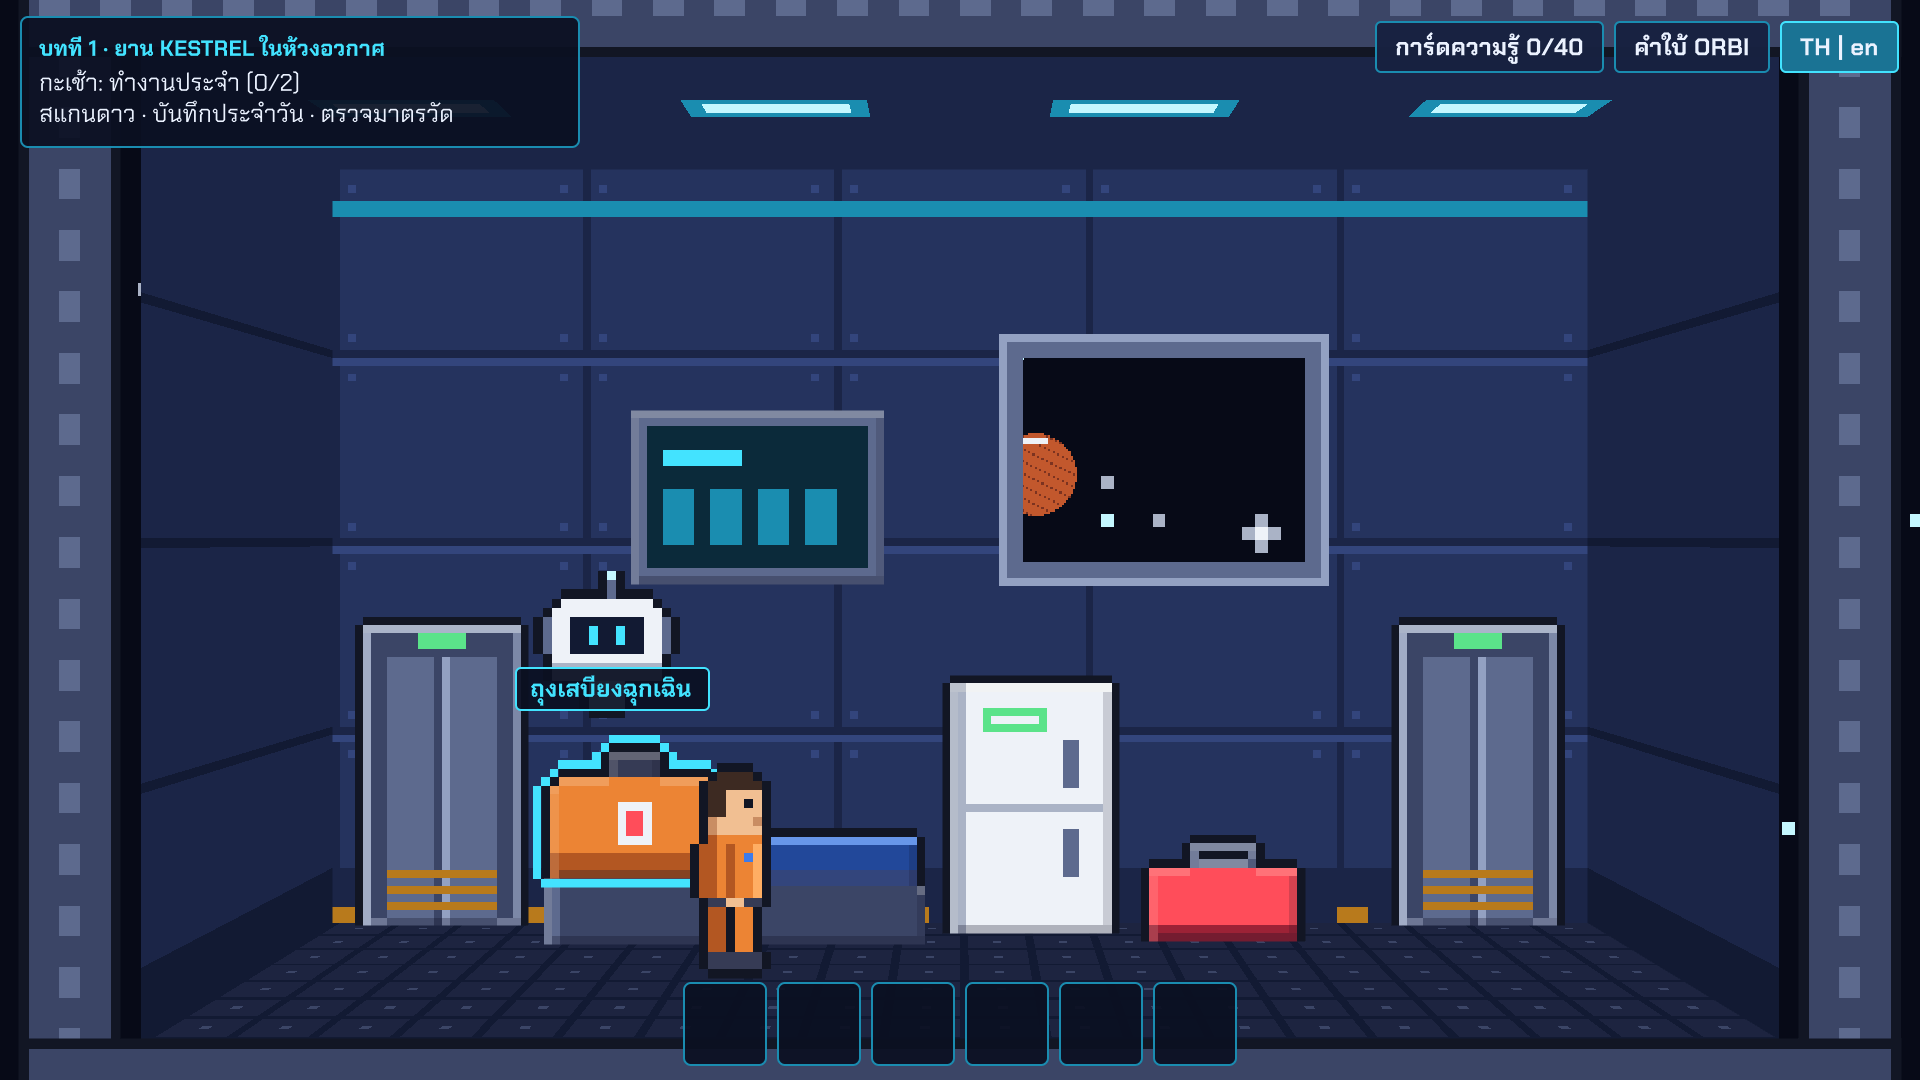 บทที่ 1 · ยาน KESTREL ในห้วงอวกาศ
กะเช้า: ทำงานประจำ (0/2)
สแกนดาว · บันทึกประจำวัน · ตรวจมาตรวัด
การ์ดความรู้ 0/40
คำใบ้ ORBI
TH | en
ถุงเสบียงฉุกเฉิน